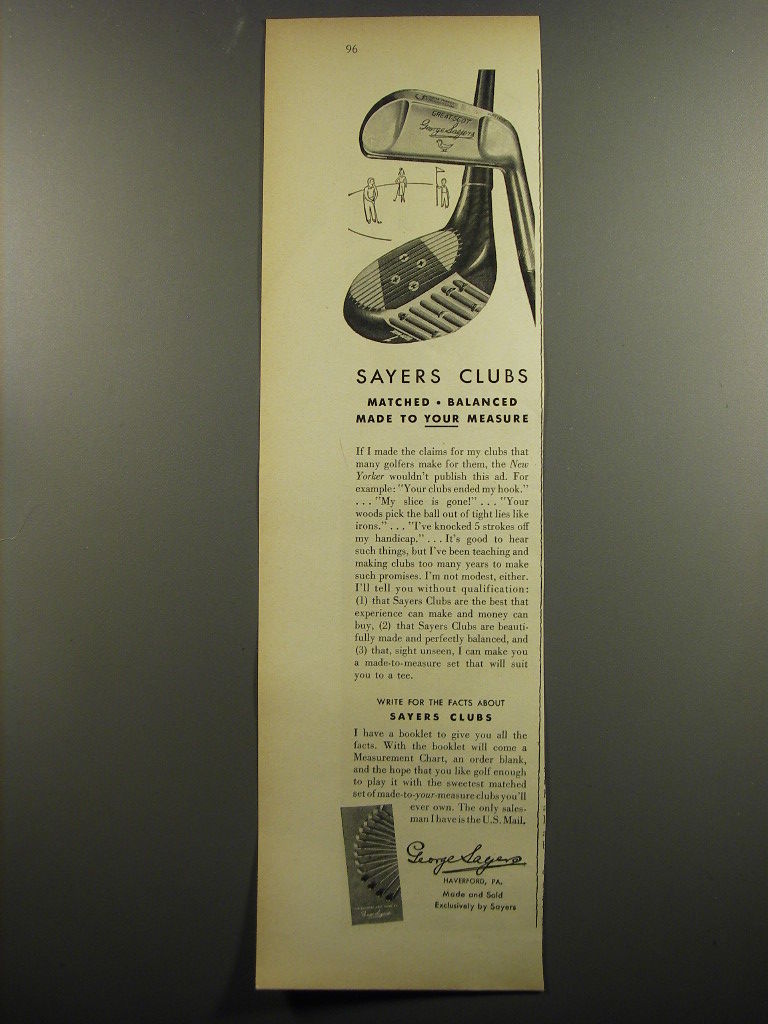 96
GREAT SCOT
George Sayers
SAYERS CLUBS
MATCHED • BALANCED
MADE TO YOUR MEASURE
If I made the claims for my clubs that
many golfers make for them, the New
Yorker wouldn't publish this ad. For
example: "Your clubs ended my hook."
. . . "My slice is gone!" . . . "Your
woods pick the ball out of tight lies like
irons." . . . "I've knocked 5 strokes off
my handicap." . . . It's good to hear
such things, but I've been teaching and
making clubs too many years to make
such promises. I'm not modest, either.
I'll tell you without qualification:
(1) that Sayers Clubs are the best that
experience can make and money can
buy, (2) that Sayers Clubs are beauti-
fully made and perfectly balanced, and
(3) that, sight unseen, I can make you
a made-to-measure set that will suit
you to a tee.
WRITE FOR THE FACTS ABOUT
SAYERS CLUBS
I have a booklet to give you all the
facts. With the booklet will come a
Measurement Chart, an order blank,
and the hope that you like golf enough
to play it with the sweetest matched
set of made-to-your-measure clubs you'll
ever own. The only sales-
man I have is the U.S. Mail.
George Sayers
HAVERFORD, PA.
Made and Sold
Exclusively by Sayers